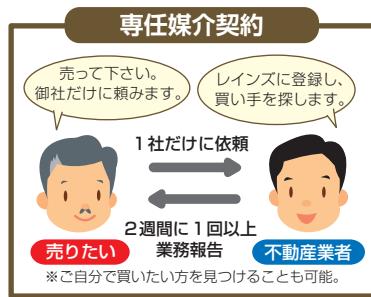 専任媒介契約
売って下さい。
御社だけに頼みます。
レインズに登録し、
買い手を探します。
1社だけに依頼
2週間に1回以上
業務報告
売りたい
不動産業者
※ご自分で買いたい方を見つけることも可能。